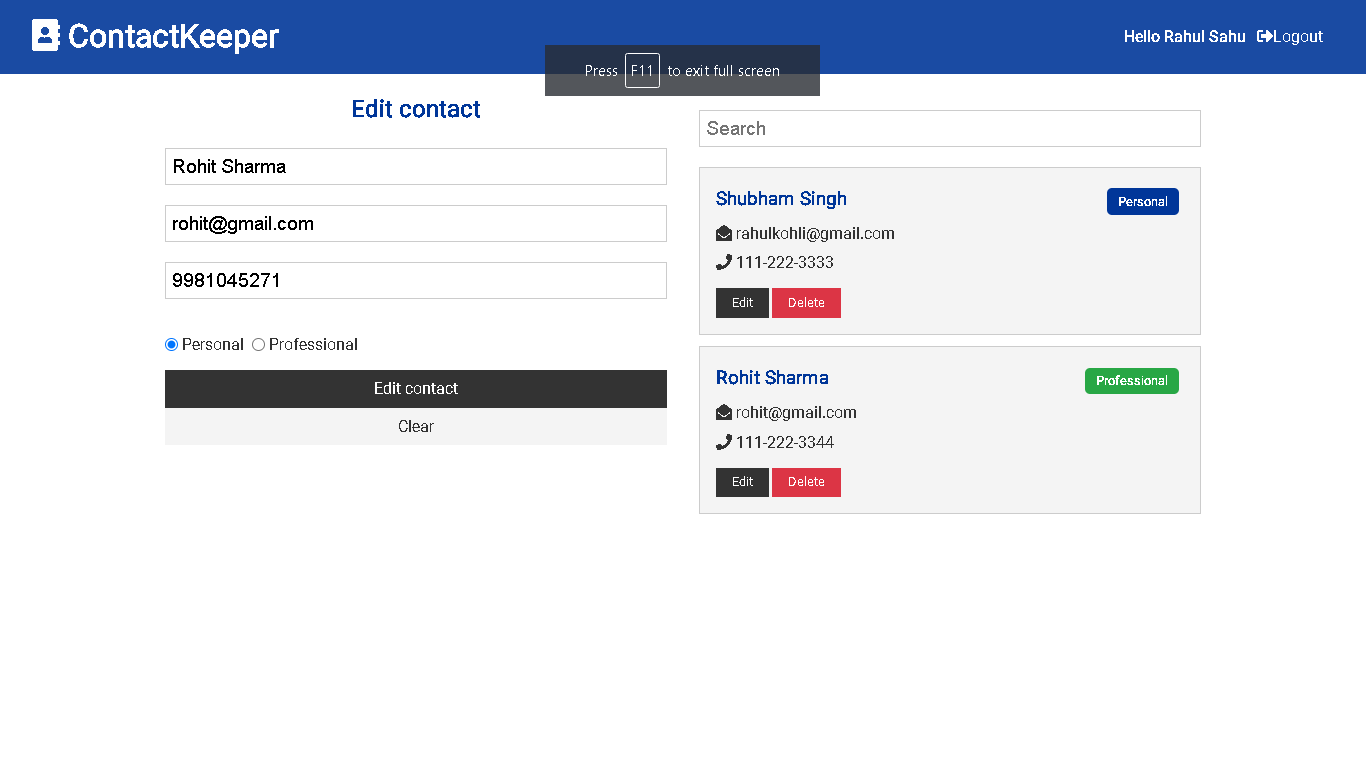 ContactKeeper
Hello Rahul Sahu Logout
Press F11 to exit full screen
Edit contact
Rohit Sharma
rohit@gmail.com
9981045271
Personal Professional
Edit contact
Clear
Search
Shubham Singh Personal
rahulkohli@gmail.com
111-222-3333
Edit Delete
Rohit Sharma Professional
rohit@gmail.com
111-222-3344
Edit Delete